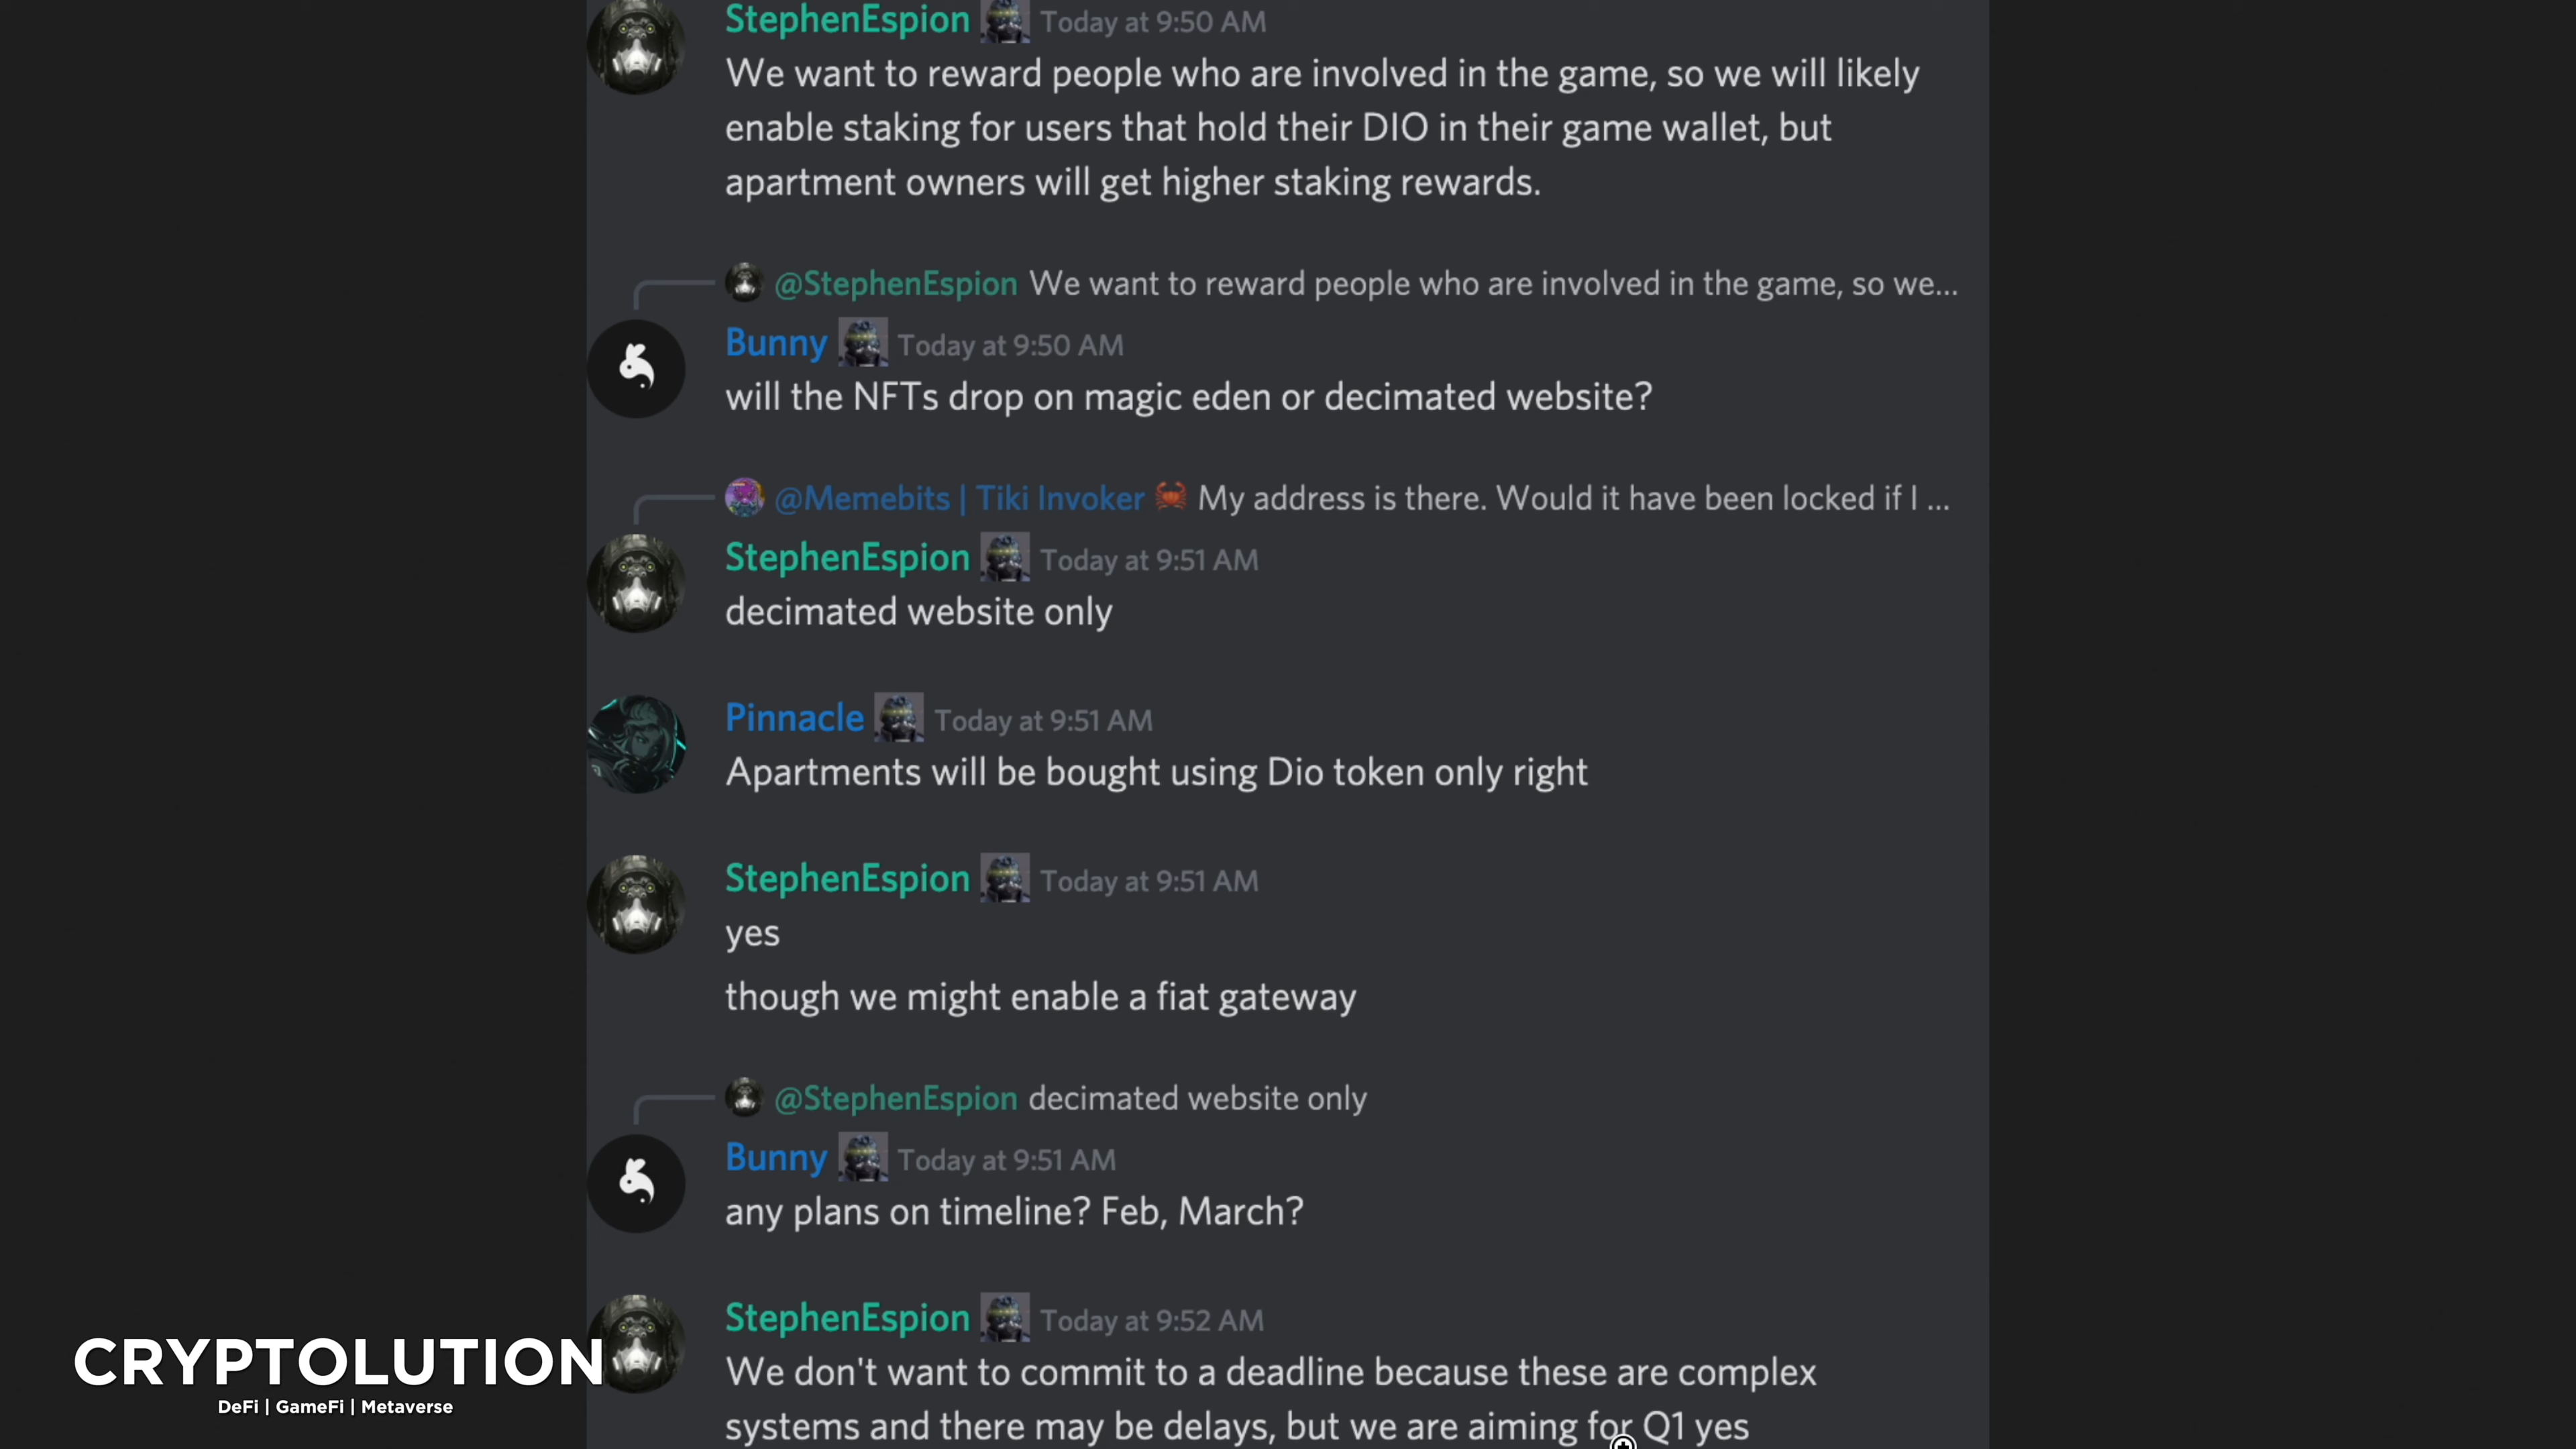 StephenEspion Today at 9:50 AM
We want to reward people who are involved in the game, so we will likely
enable staking for users that hold their DIO in their game wallet, but
apartment owners will get higher staking rewards.
@StephenEspion We want to reward people who are involved in the game, so we...
Bunny Today at 9:50 AM
will the NFTs drop on magic eden or decimated website?
@Memebits | Tiki Invoker 🦀 My address is there. Would it have been locked if I ...
StephenEspion Today at 9:51 AM
decimated website only
Pinnacle Today at 9:51 AM
Apartments will be bought using Dio token only right
StephenEspion Today at 9:51 AM
yes
though we might enable a fiat gateway
@StephenEspion decimated website only
Bunny Today at 9:51 AM
any plans on timeline? Feb, March?
StephenEspion Today at 9:52 AM
We don't want to commit to a deadline because these are complex
systems and there may be delays, but we are aiming for Q1 yes
CRYPTOLUTION
DeFi | GameFi | Metaverse